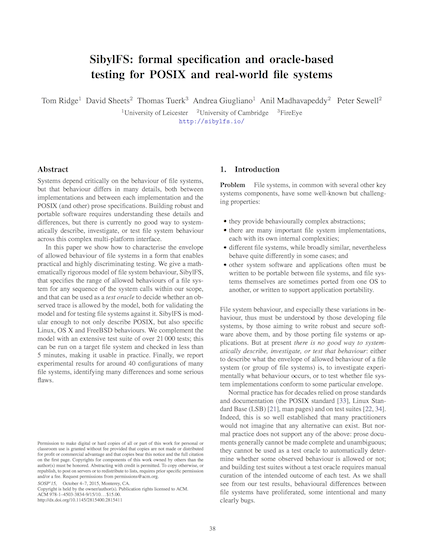 SibylFS: formal specification and oracle-based
testing for POSIX and real-world file systems
Tom Ridge1 David Sheets2 Thomas Tuerk3 Andrea Giugliano1 Anil Madhavapeddy2 Peter Sewell2
1University of Leicester 2University of Cambridge 3FireEye
http://sibylfs.io/
Abstract
Systems depend critically on the behaviour of file systems,
but that behaviour differs in many details, both between
implementations and between each implementation and the
POSIX (and other) prose specifications. Building robust and
portable software requires understanding these details and
differences, but there is currently no good way to system-
atically describe, investigate, or test file system behaviour
across this complex multi-platform interface.
In this paper we show how to characterise the envelope
of allowed behaviour of file systems in a form that enables
practical and highly discriminating testing. We give a math-
ematically rigorous model of file system behaviour, SibylFS,
that specifies the range of allowed behaviours of a file sys-
tem for any sequence of the system calls within our scope,
and that can be used as a test oracle to decide whether an ob-
served trace is allowed by the model, both for validating the
model and for testing file systems against it. SibylFS is mod-
ular enough to not only describe POSIX, but also specific
Linux, OS X and FreeBSD behaviours. We complement the
model with an extensive test suite of over 21 000 tests; this
can be run on a target file system and checked in less than
5 minutes, making it usable in practice. Finally, we report
experimental results for around 40 configurations of many
file systems, identifying many differences and some serious
flaws.
Permission to make digital or hard copies of all or part of this work for personal or
classroom use is granted without fee provided that copies are not made or distributed
for profit or commercial advantage and that copies bear this notice and the full citation
on the first page. Copyrights for components of this work owned by others than the
author(s) must be honored. Abstracting with credit is permitted. To copy otherwise, or
republish, to post on servers or to redistribute to lists, requires prior specific permission
and/or a fee. Request permissions from permissions@acm.org.
SOSP'15, October 4–7, 2015, Monterey, CA.
Copyright is held by the owner/author(s). Publication rights licensed to ACM.
ACM 978-1-4503-3834-9/15/10...$15.00.
http://dx.doi.org/10.1145/2815400.2815411
1. Introduction
Problem File systems, in common with several other key
systems components, have some well-known but challeng-
ing properties:
• they provide behaviourally complex abstractions;
• there are many important file system implementations,
each with its own internal complexities;
• different file systems, while broadly similar, nevertheless
behave quite differently in some cases; and
• other system software and applications often must be
written to be portable between file systems, and file sys-
tems themselves are sometimes ported from one OS to
another, or written to support application portability.
File system behaviour, and especially these variations in be-
haviour, thus must be understood by those developing file
systems, by those aiming to write robust and secure soft-
ware above them, and by those porting file systems or ap-
plications. But at present there is no good way to system-
atically describe, investigate, or test that behaviour: either
to describe what the envelope of allowed behaviour of a file
system (or group of file systems) is, to investigate experi-
mentally what behaviour occurs, or to test whether file sys-
tem implementations conform to some particular envelope.
Normal practice has for decades relied on prose standards
and documentation (the POSIX standard [33], Linux Stan-
dard Base (LSB) [21], man pages) and on test suites [22, 34].
Indeed, this is so well established that many practitioners
would not imagine that any alternative can exist. But nor-
mal practice does not support any of the above: prose docu-
ments generally cannot be made complete and unambiguous;
they cannot be used as a test oracle to automatically deter-
mine whether some observed behaviour is allowed or not;
and building test suites without a test oracle requires manual
curation of the intended outcome of each test. As we shall
see from our test results, behavioural differences between
file systems have proliferated, some intentional and many
clearly bugs.
38